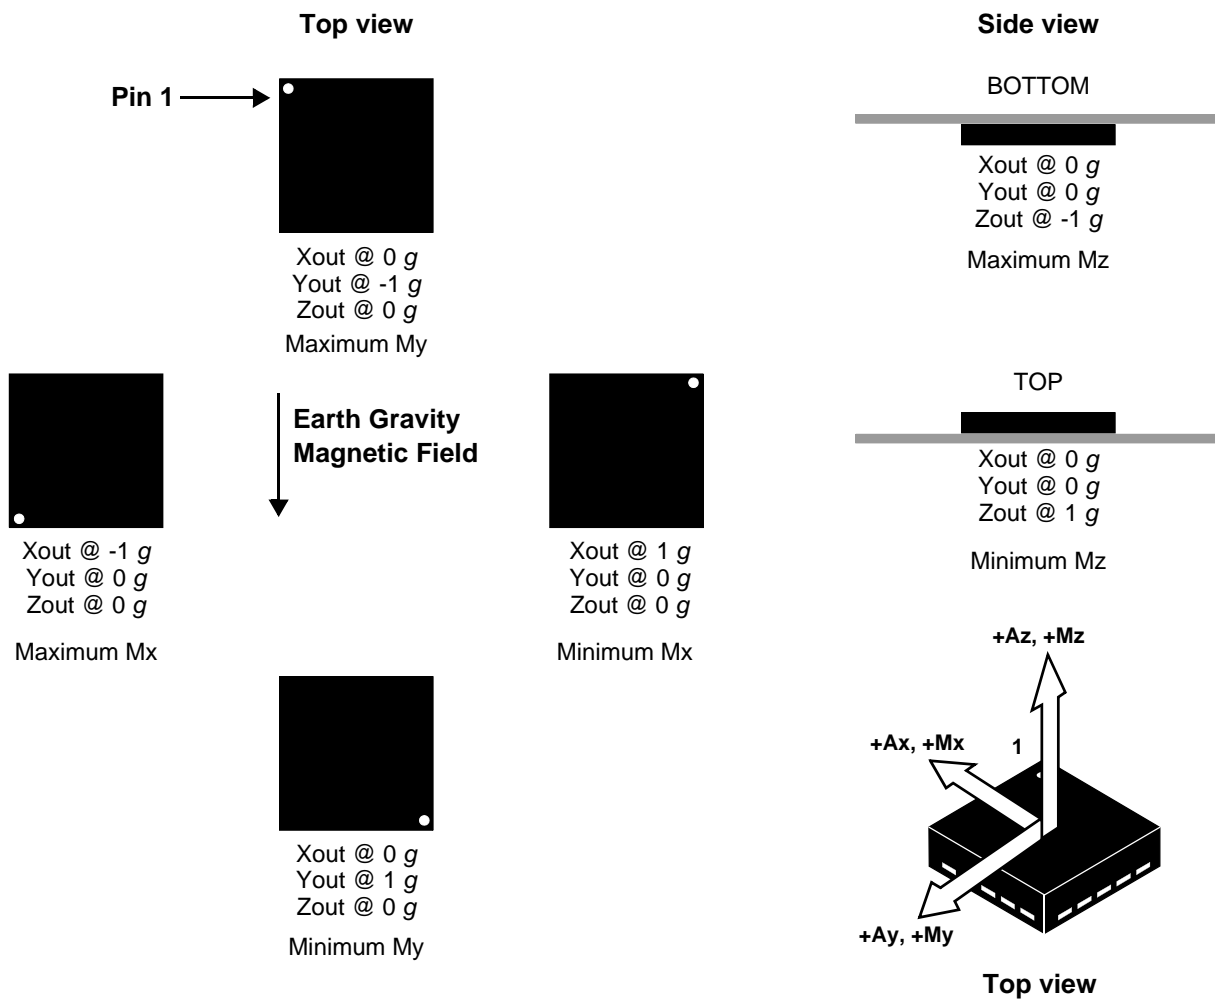 Top view
Pin 1
Xout @ 0 g
Yout @ -1 g
Zout @ 0 g
Maximum My
Earth Gravity
Magnetic Field
Xout @ -1 g
Yout @ 0 g
Zout @ 0 g
Maximum Mx
Xout @ 1 g
Yout @ 0 g
Zout @ 0 g
Minimum Mx
Xout @ 0 g
Yout @ 1 g
Zout @ 0 g
Minimum My
Side view
BOTTOM
Xout @ 0 g
Yout @ 0 g
Zout @ -1 g
Maximum Mz
TOP
Xout @ 0 g
Yout @ 0 g
Zout @ 1 g
Minimum Mz
+Az, +Mz
+Ax, +Mx
1
+Ay, +My
Top view